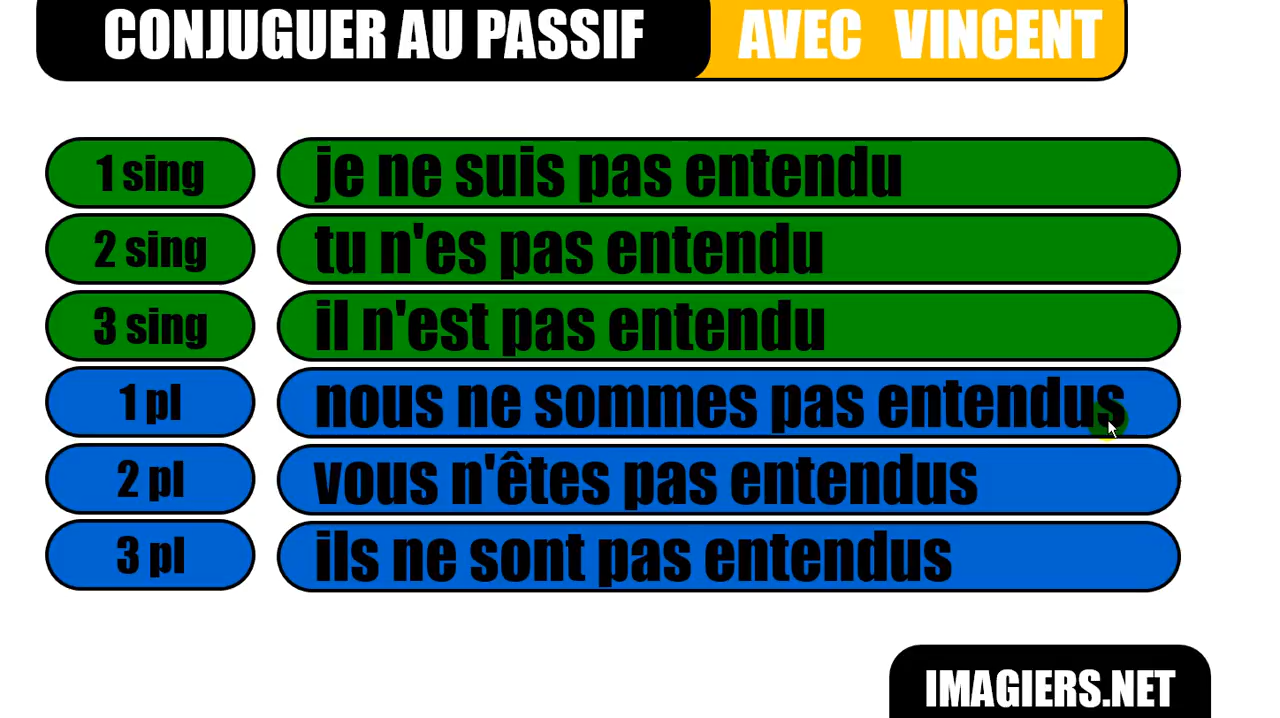 CONJUGUER AU PASSIF AVEC VINCENT
1 sing je ne suis pas entendu
2 sing tu n'es pas entendu
3 sing il n'est pas entendu
1 pl nous ne sommes pas entendus
2 pl vous n'êtes pas entendus
3 pl ils ne sont pas entendus
IMAGIERS.NET